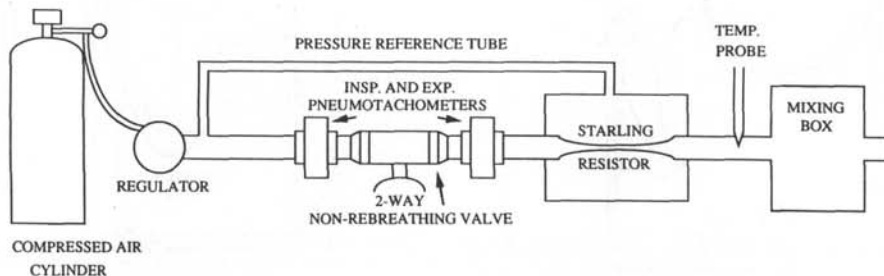 TEMP.
PROBE
PRESSURE REFERENCE TUBE
INSP. AND EXP.
PNEUMOTACHOMETERS
MIXING
BOX
STARLING
RESISTOR
REGULATOR
2-WAY
NON-REBREATHING VALVE
COMPRESSED AIR
CYLINDER